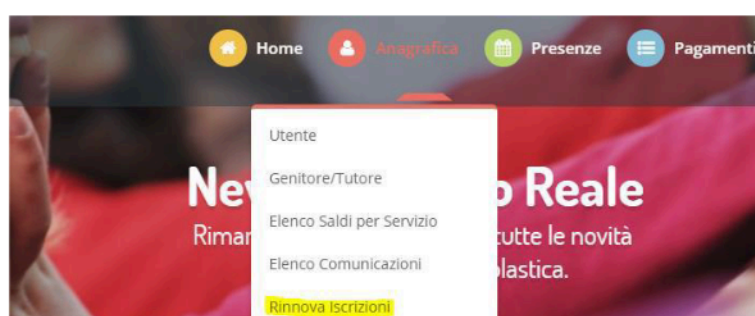 Home Anagrafica Presenze Pagamenti
Utente
Genitore/Tutore
Elenco Saldi per Servizio
Elenco Comunicazioni
Rinnova Iscrizioni
Reale
tutte le novità